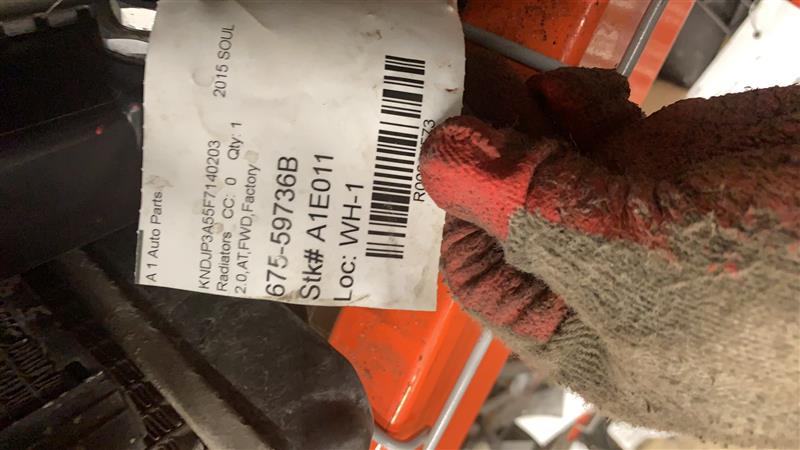 A 1 Auto Parts
2015 SOUL
KNDJP3A55F7140203
Radiators CC: 0 Qty: 1
2.0,AT,FWD,Factory
675-59736B
Stk# A1E011
Loc: WH-1